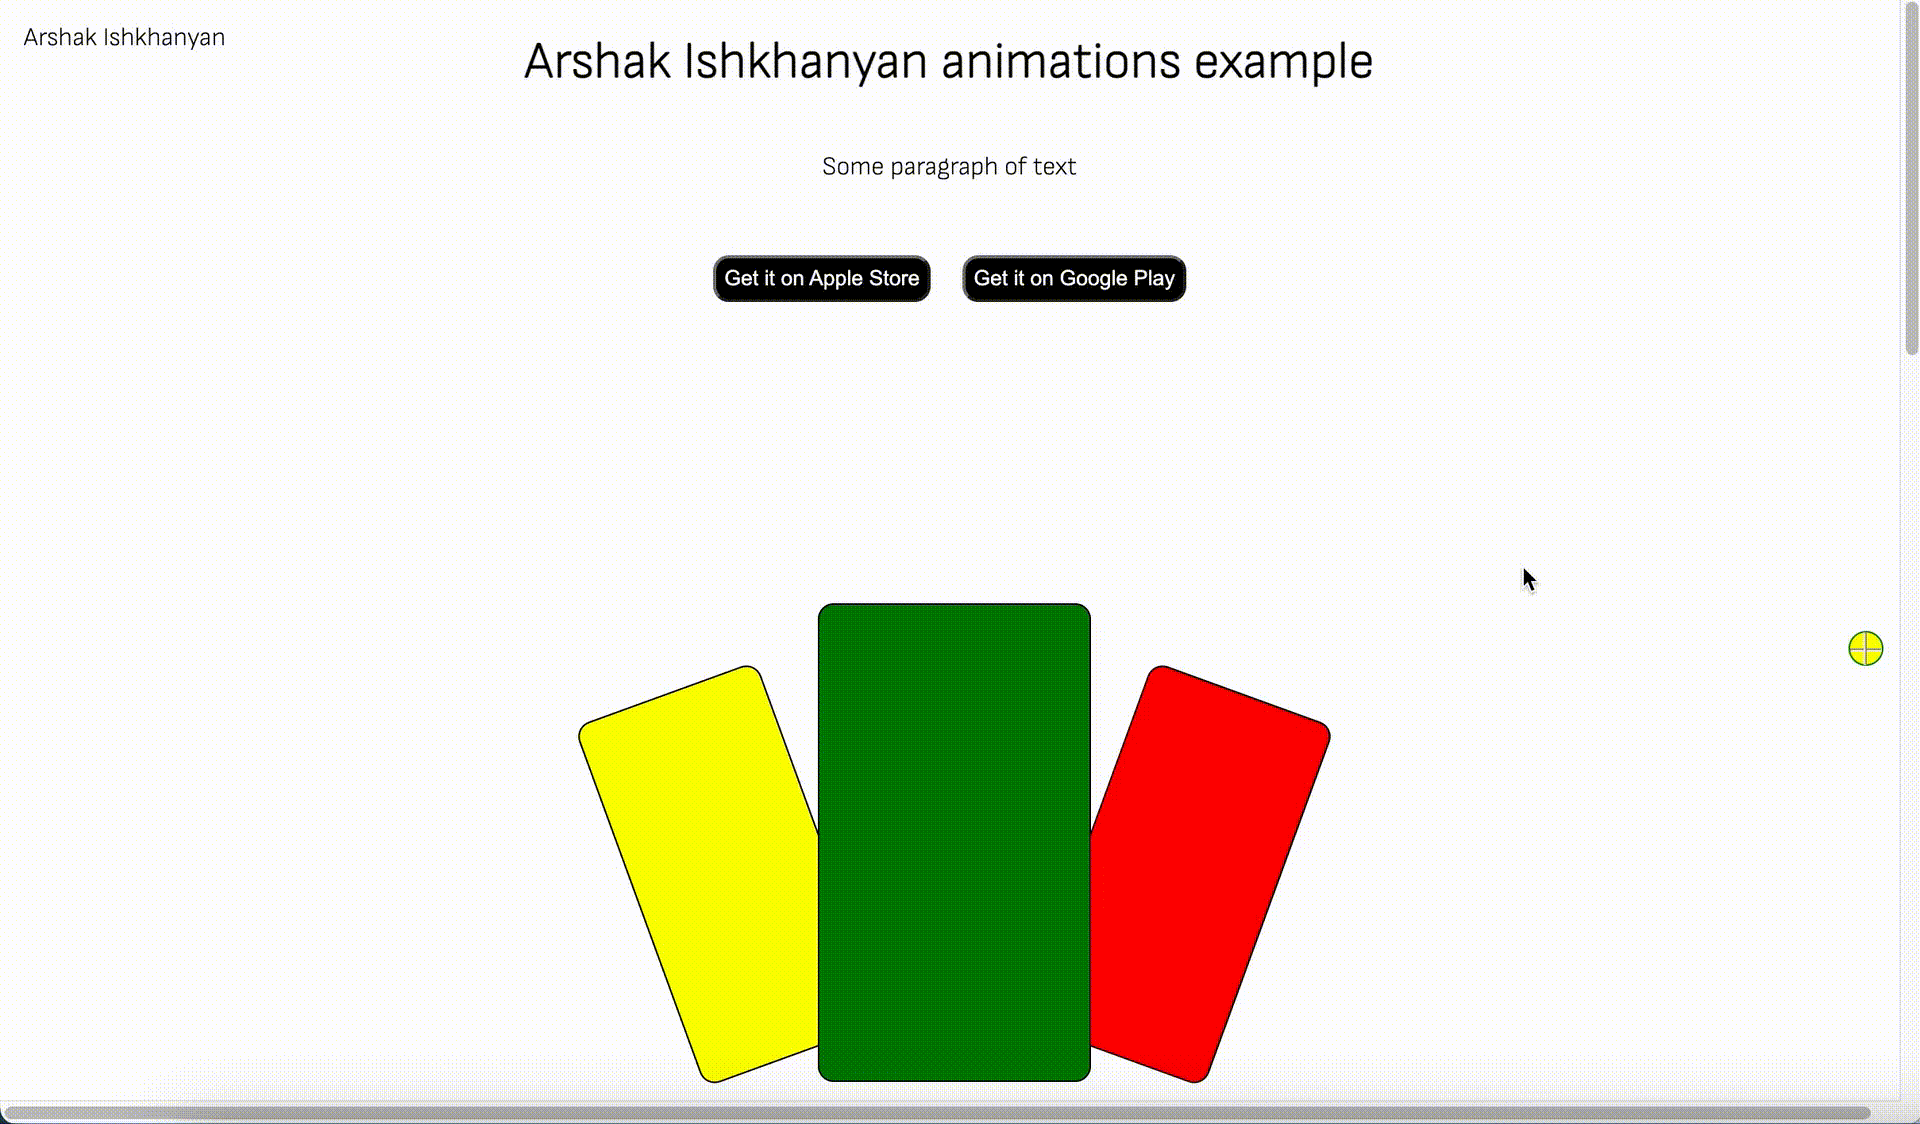 Arshak Ishkhanyan
Arshak Ishkhanyan animations example
Some paragraph of text
Get it on Apple Store
Get it on Google Play